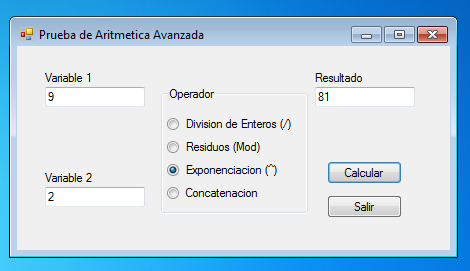 Prueba de Aritmetica Avanzada
Variable 1
9
Variable 2
2
Operador
Division de Enteros (/)
Residuos (Mod)
Exponenciacion (^)
Concatenacion
Resultado
81
Calcular
Salir